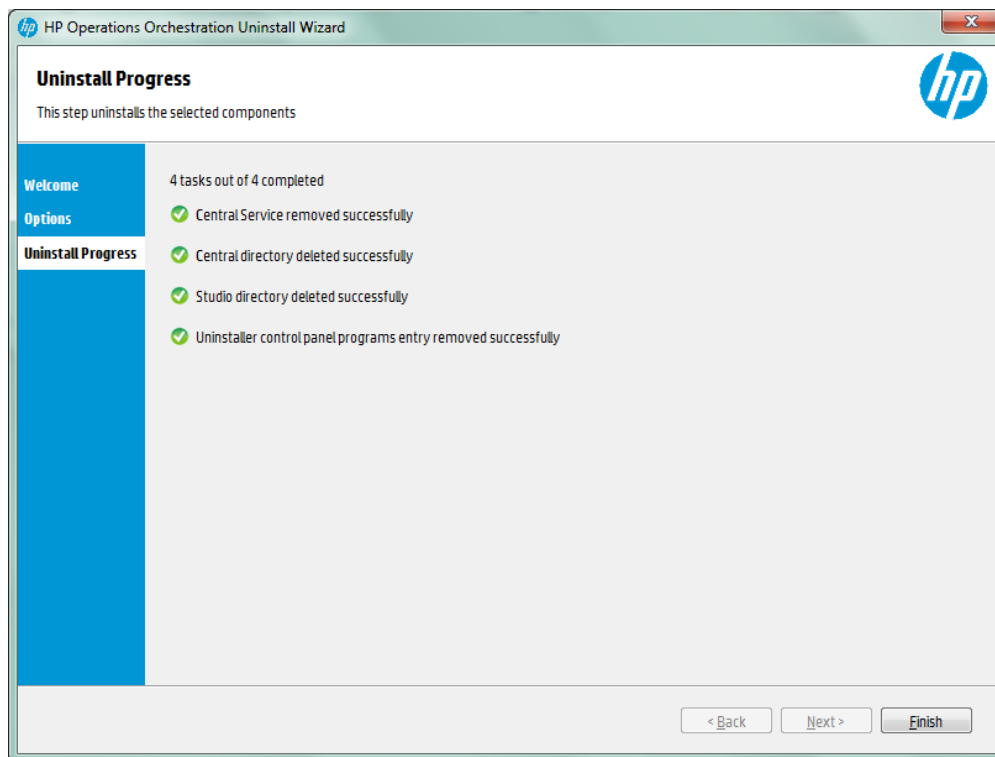 hp HP Operations Orchestration Uninstall Wizard
X
Uninstall Progress
hp
This step uninstalls the selected components
Welcome
Options
Uninstall Progress
4 tasks out of 4 completed
Central Service removed successfully
Central directory deleted successfully
Studio directory deleted successfully
Uninstaller control panel programs entry removed successfully
< Back Next > Finish